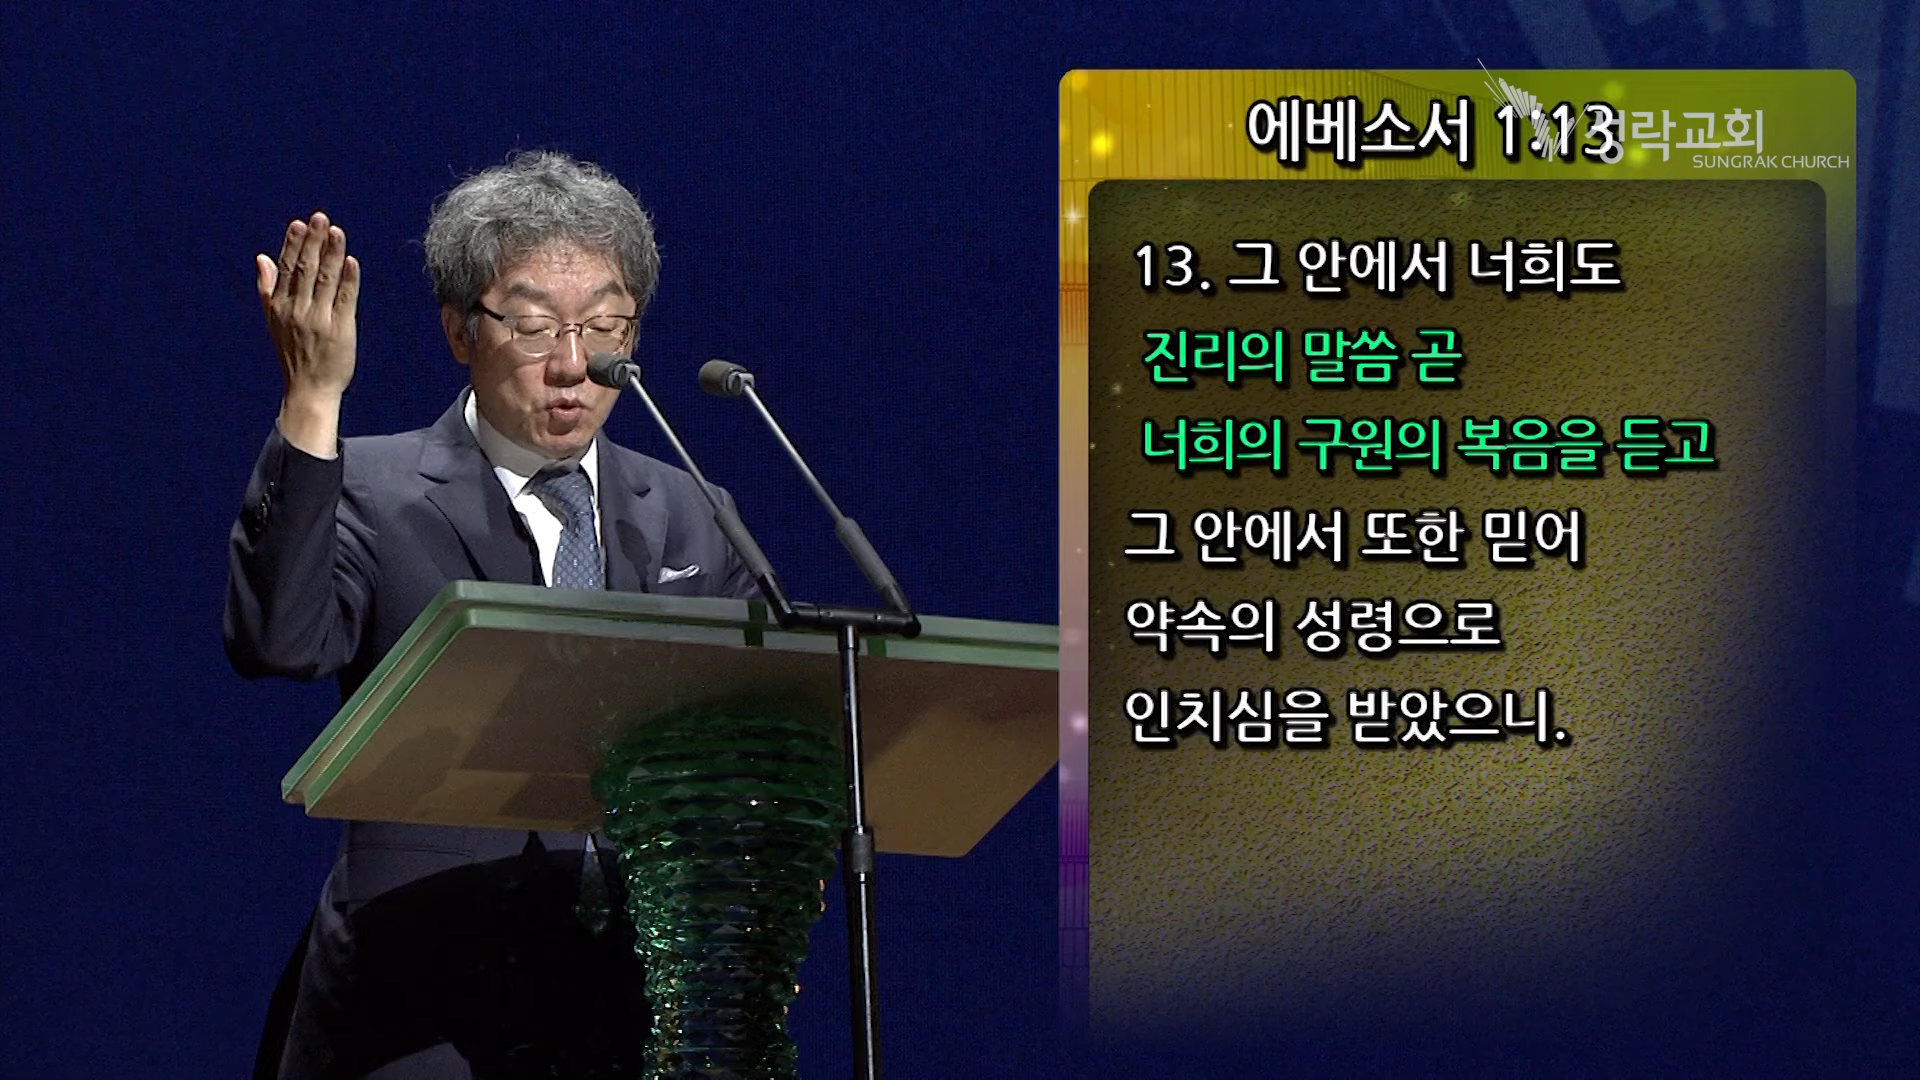 에베소서 1:13
성락교회
SUNGRAK CHURCH
13. 그 안에서 너희도
진리의 말씀 곧
너희의 구원의 복음을 듣고
그 안에서 또한 믿어
약속의 성령으로
인치심을 받았으니.